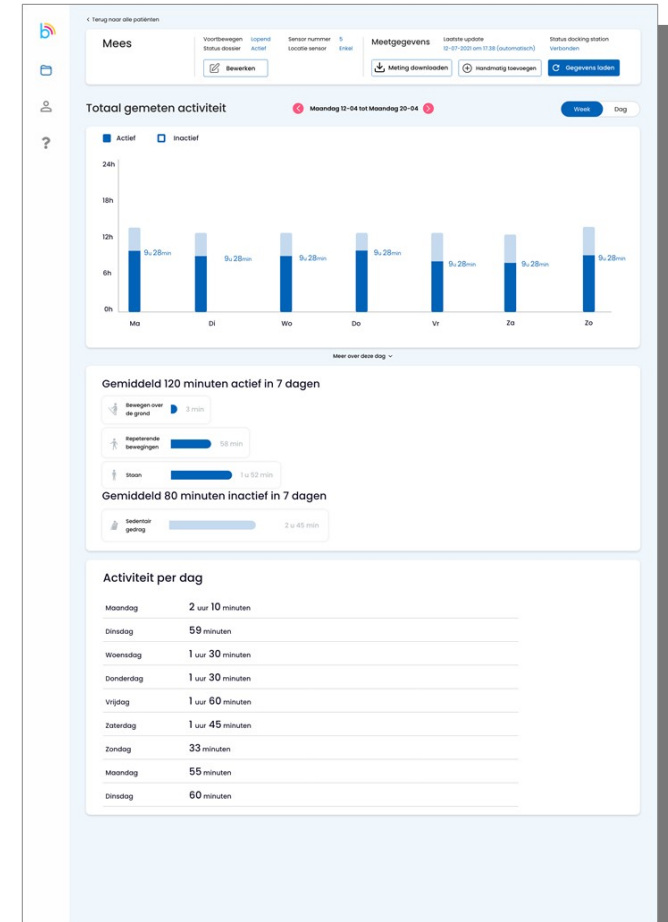 < Terug naar alle patiënten
Mees
Voortbewegen Lopend
Status dossier Actief
Sensor nummer 5
Locatie sensor Enkel
Bewerken
Meetgegevens
Laatste update
12-07-2021 om 17.38 (automatisch)
Status docking station
Verbonden
Meting downloaden
Handmatig toevoegen
Gegevens laden
Totaal gemeten activiteit
Maandag 12-04 tot Maandag 20-04
Week
Dag
Actief
Inactief
24h
18h
12h
6h
0h
9u 28min
9u 28min
9u 28min
9u 28min
9u 28min
9u 28min
9u 28min
Ma Di Wo Do Vr Za Zo
Meer over deze dag
Gemiddeld 120 minuten actief in 7 dagen
Bewegen over
de grond
3 min
Repeterende
bewegingen
58 min
Staan
1 u 52 min
Gemiddeld 80 minuten inactief in 7 dagen
Sedentair
gedrag
2 u 45 min
Activiteit per dag
Maandag 2 uur 10 minuten
Dinsdag 59 minuten
Woensdag 1 uur 30 minuten
Donderdag 1 uur 30 minuten
Vrijdag 1 uur 60 minuten
Zaterdag 1 uur 45 minuten
Zondag 33 minuten
Maandag 55 minuten
Dinsdag 60 minuten